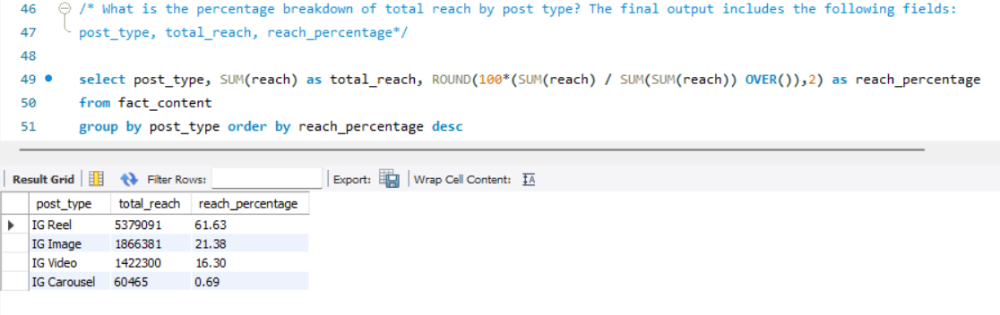 46 /* What is the percentage breakdown of total reach by post type? The final output includes the following fields:
47 post_type, total_reach, reach_percentage*/
48
49 select post_type, SUM(reach) as total_reach, ROUND(100*(SUM(reach) / SUM(SUM(reach)) OVER()),2) as reach_percentage
50 from fact_content
51 group by post_type order by reach_percentage desc
Result Grid Filter Rows: Export: Wrap Cell Content: IA
post_type total_reach reach_percentage
IG Reel 5379091 61.63
IG Image 1866381 21.38
IG Video 1422300 16.30
IG Carousel 60465 0.69